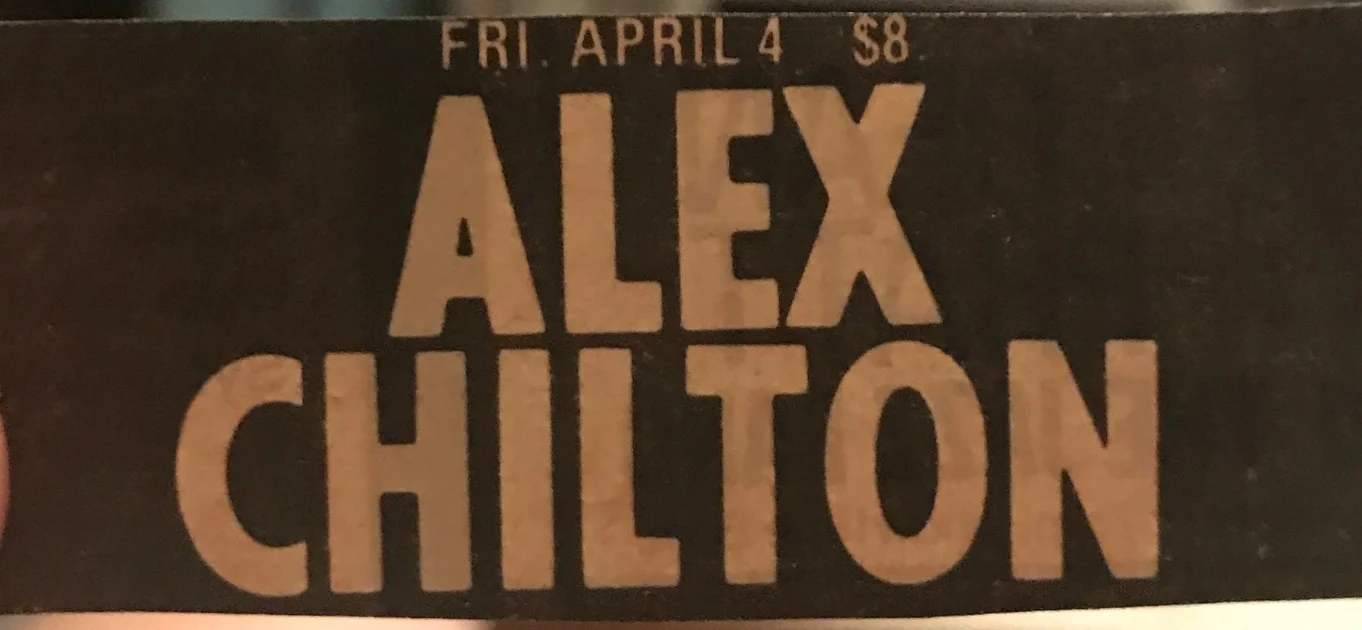 FRI. APRIL 4 $8
ALEX
CHILTON